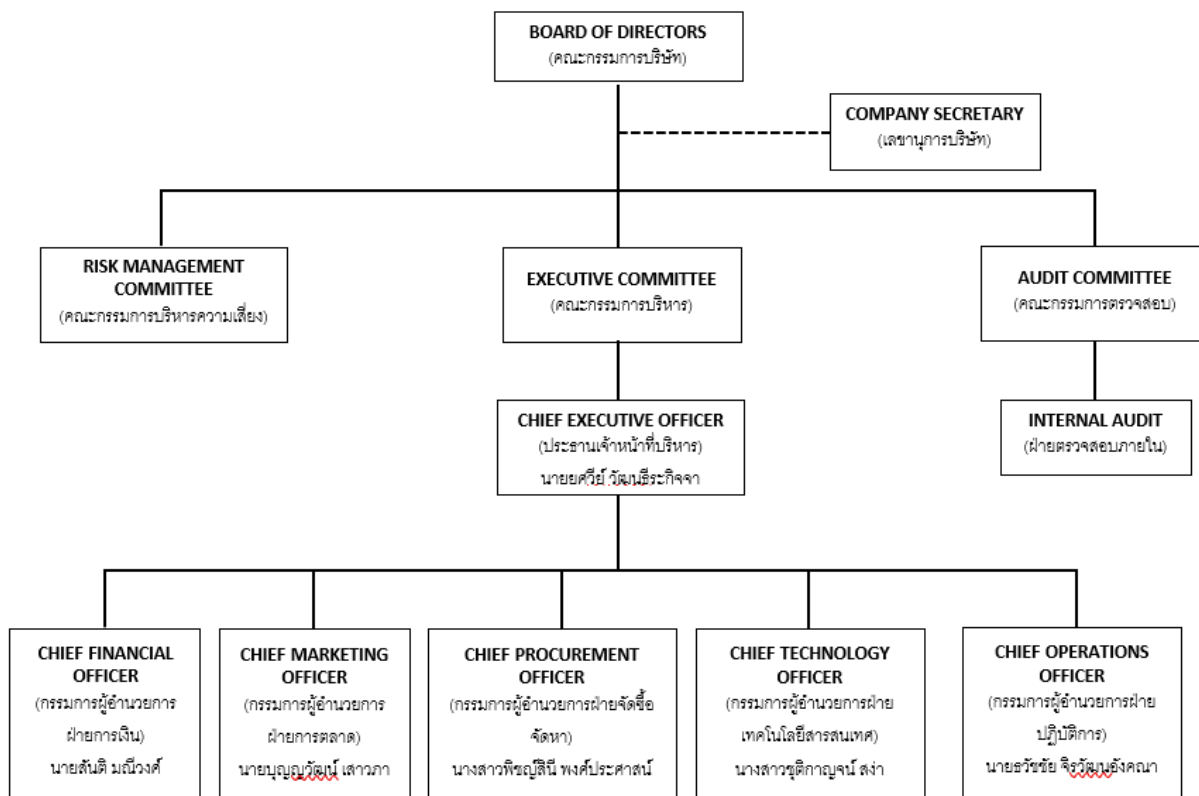 BOARD OF DIRECTORS
(คณะกรรมการบริษัท)
COMPANY SECRETARY
(เลขานุการบริษัท)
RISK MANAGEMENT
COMMITTEE
(คณะกรรมการบริหารความเสี่ยง)
EXECUTIVE COMMITTEE
(คณะกรรมการบริหาร)
AUDIT COMMITTEE
(คณะกรรมการตรวจสอบ)
CHIEF EXECUTIVE OFFICER
(ประธานเจ้าหน้าที่บริหาร)
นายยศวีย์ วัฒนธีระกิจจา
INTERNAL AUDIT
(ฝ่ายตรวจสอบภายใน)
CHIEF FINANCIAL
OFFICER
(กรรมการผู้อำนวยการ
ฝ่ายการเงิน)
นายสันติ มณีวงศ์
CHIEF MARKETING
OFFICER
(กรรมการผู้อำนวยการ
ฝ่ายการตลาด)
นายบุญญวัฒน์ เสาวภา
CHIEF PROCUREMENT
OFFICER
(กรรมการผู้อำนวยการฝ่ายจัดซื้อ
จัดหา)
นางสาวพิชญ์สินี พงศ์ประศาสน์
CHIEF TECHNOLOGY
OFFICER
(กรรมการผู้อำนวยการฝ่าย
เทคโนโลยีสารสนเทศ)
นางสาวชุติกาญจน์ สง่า
CHIEF OPERATIONS
OFFICER
(กรรมการผู้อำนวยการฝ่าย
ปฏิบัติการ)
นายธวัชชัย จิรวัฒนอังคณา